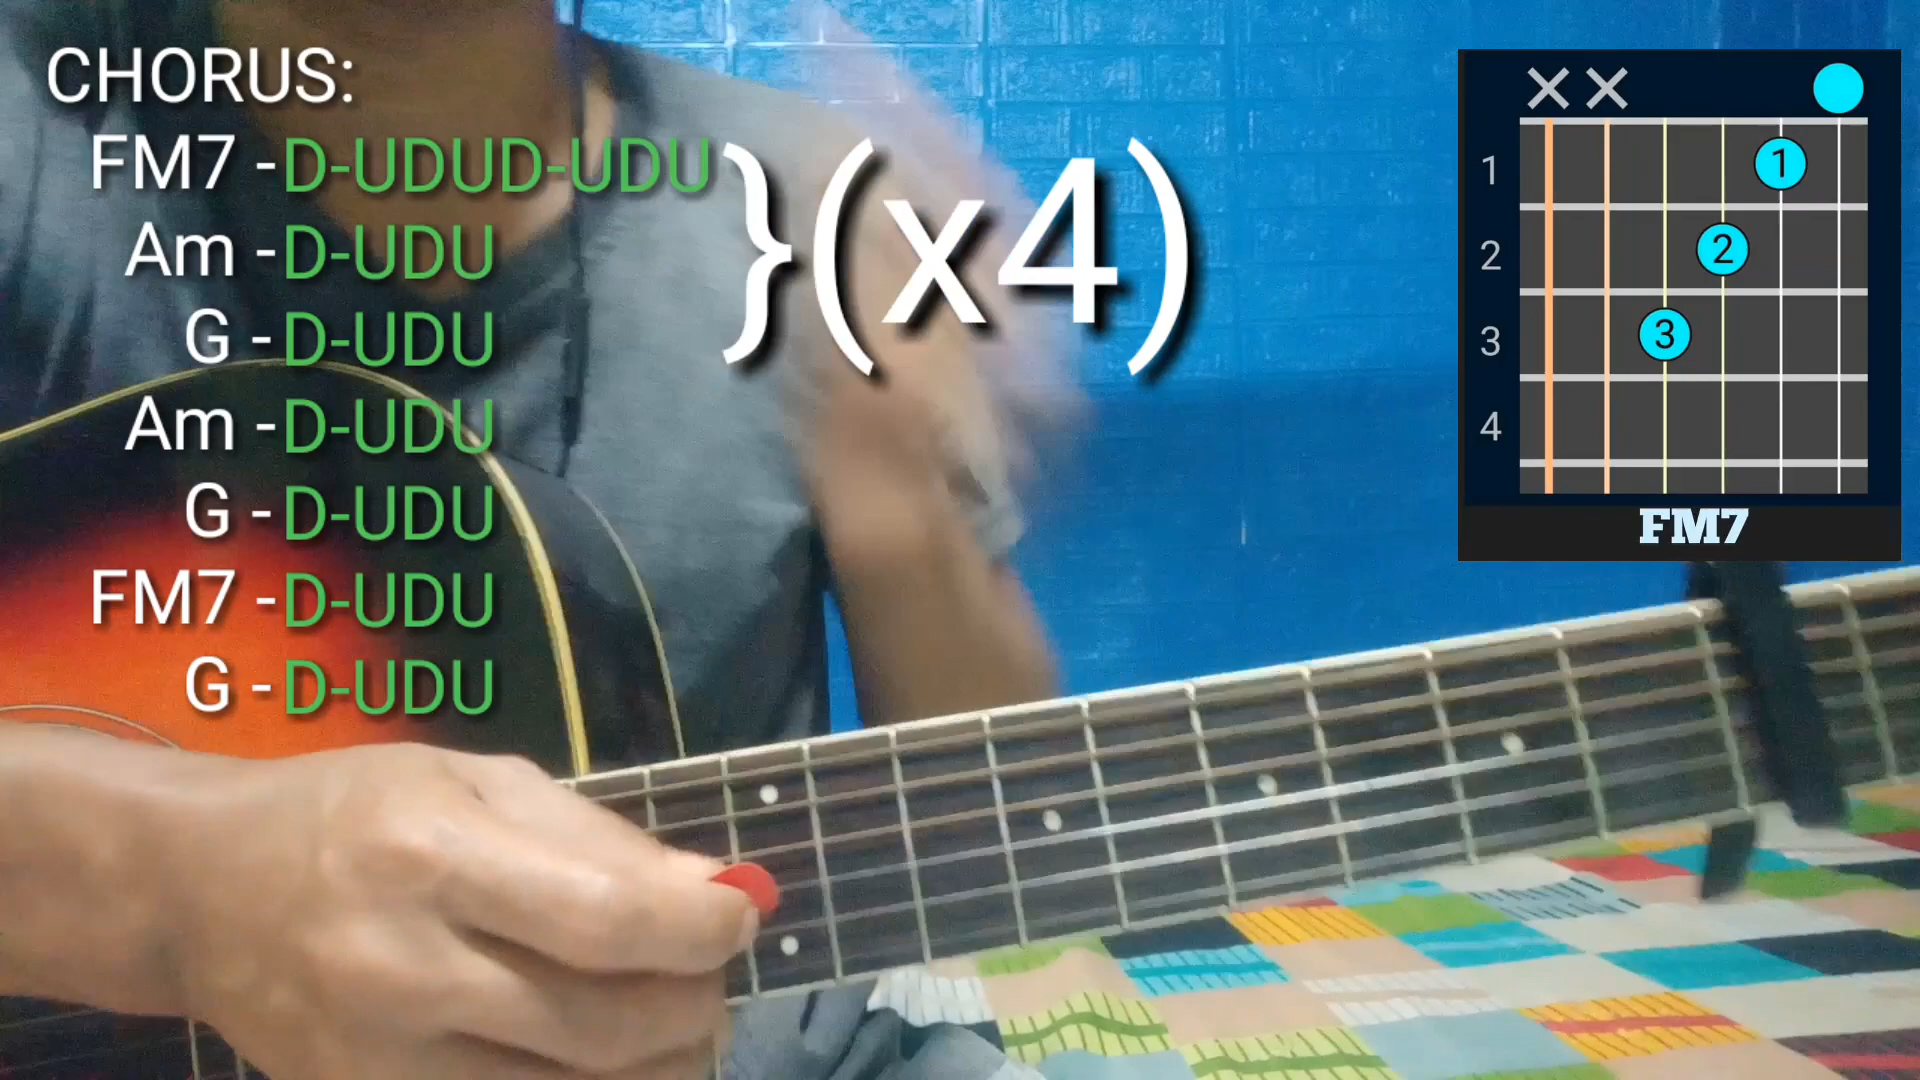 CHORUS:
FM7 -D-UDUD-UDU
Am -D-UDU
G -D-UDU
Am -D-UDU
G -D-UDU
FM7 -D-UDU
G -D-UDU
}(x4)
1
2
3
4
1
2
3
FM7